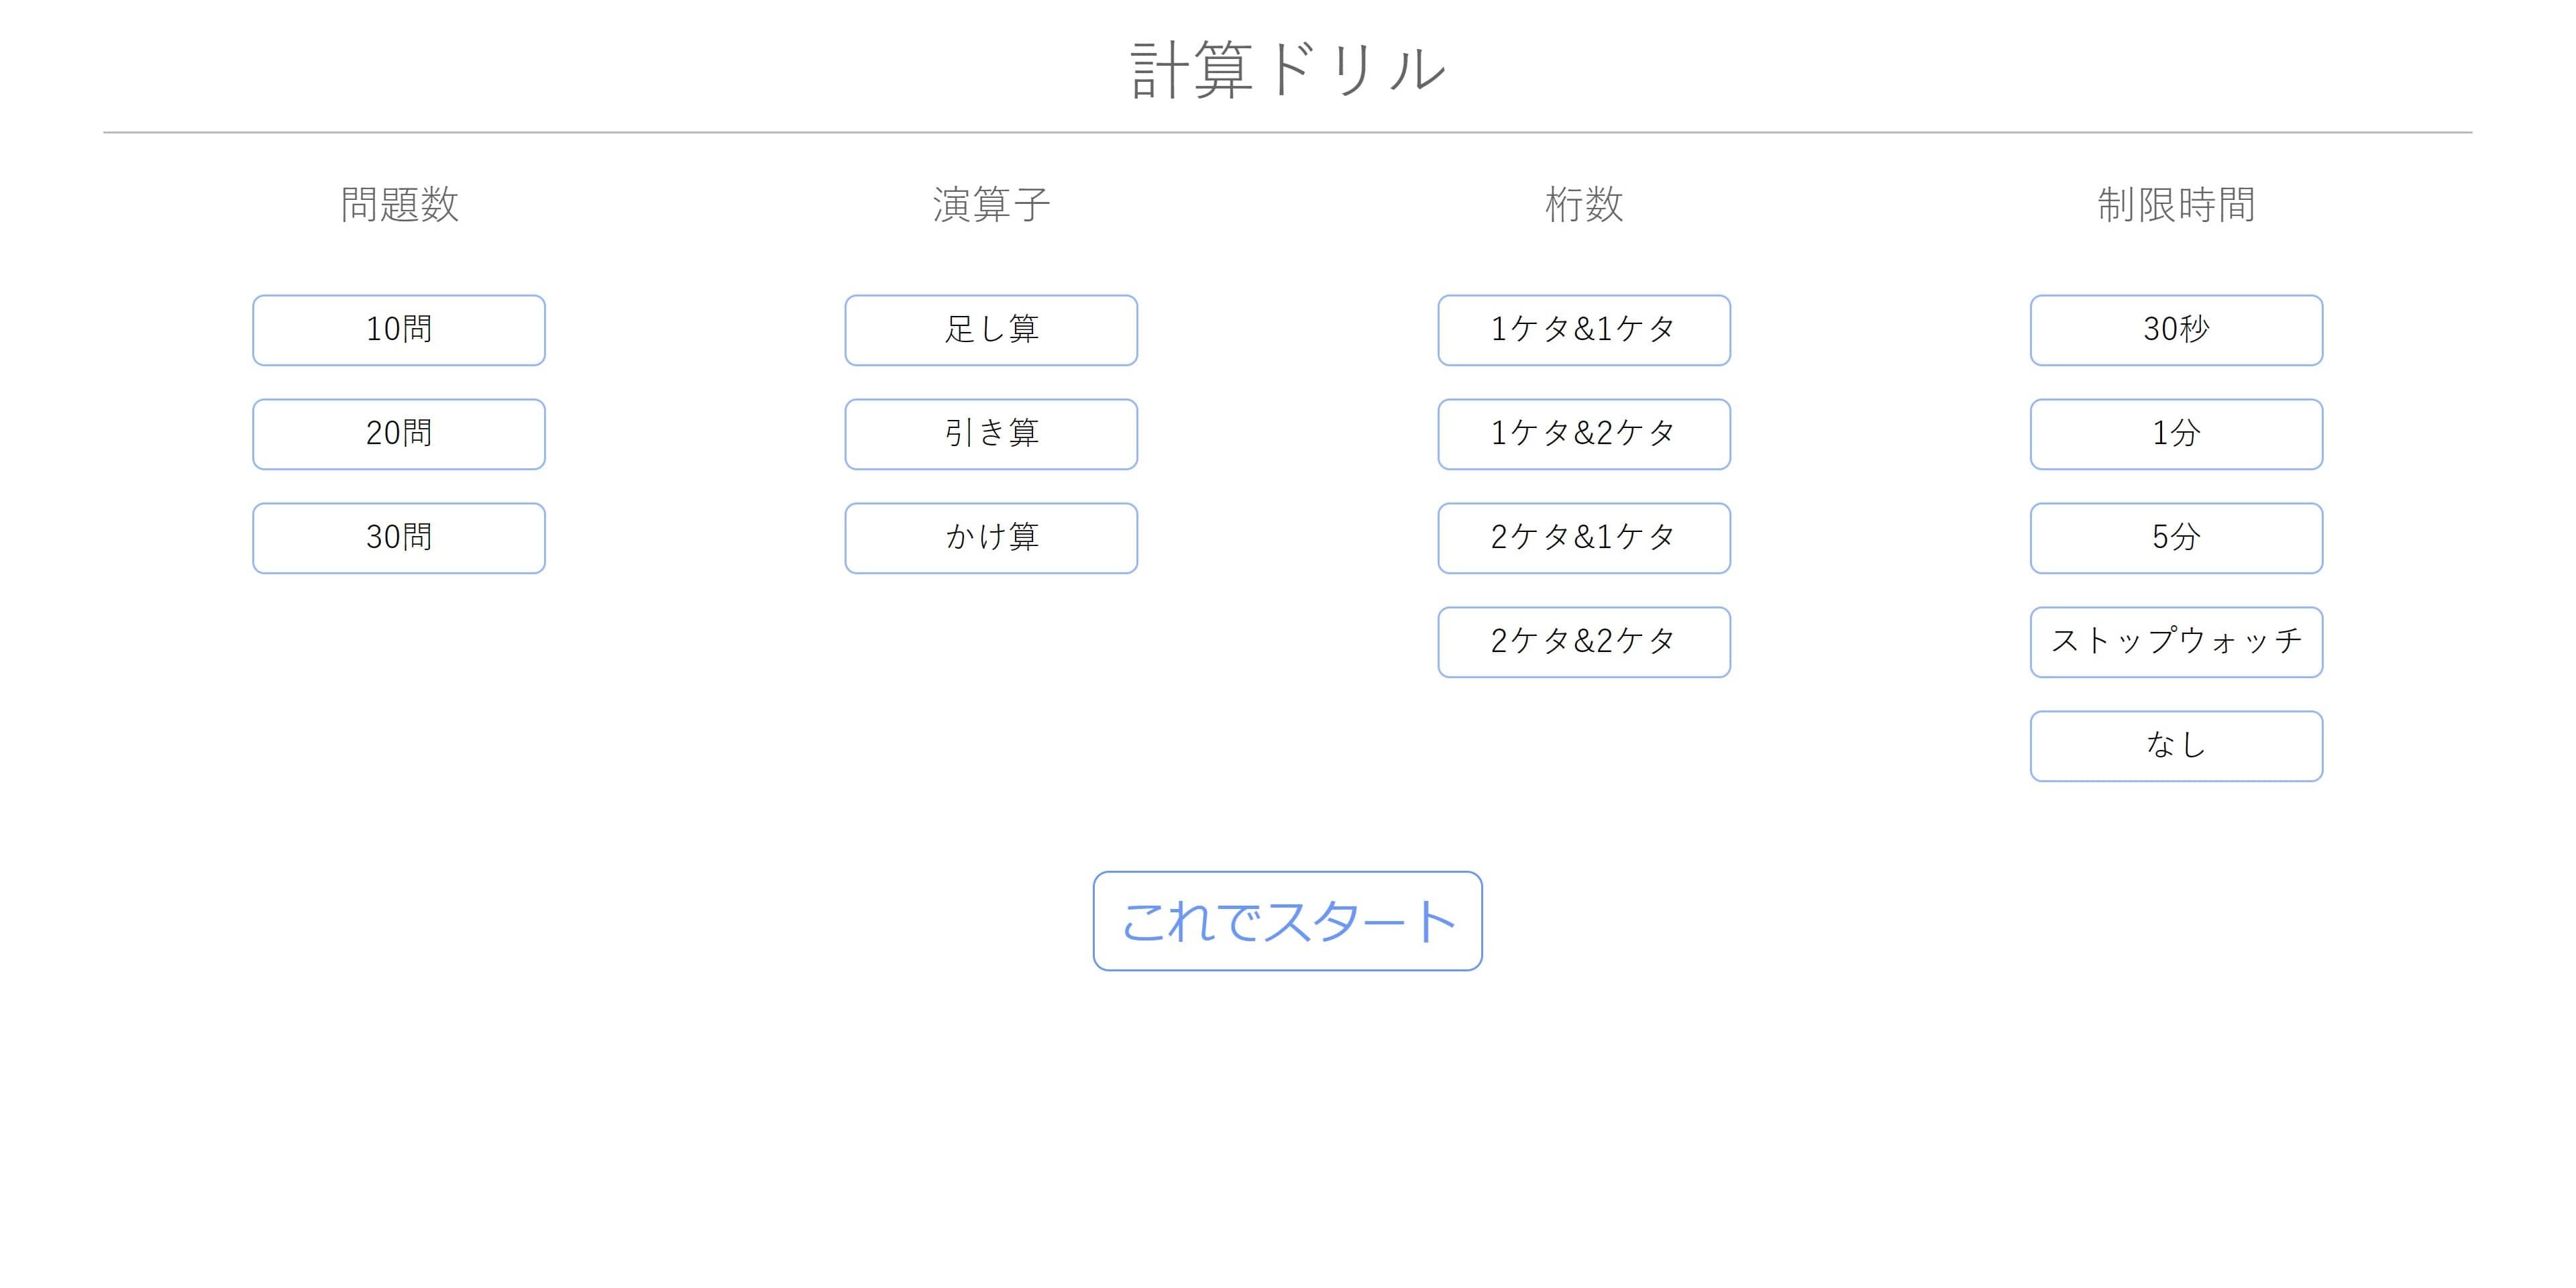 計算ドリル
問題数
10問
20問
30問
演算子
足し算
引き算
かけ算
桁数
1ケタ&1ケタ
1ケタ&2ケタ
2ケタ&1ケタ
2ケタ&2ケタ
制限時間
30秒
1分
5分
ストップウォッチ
なし
これでスタート